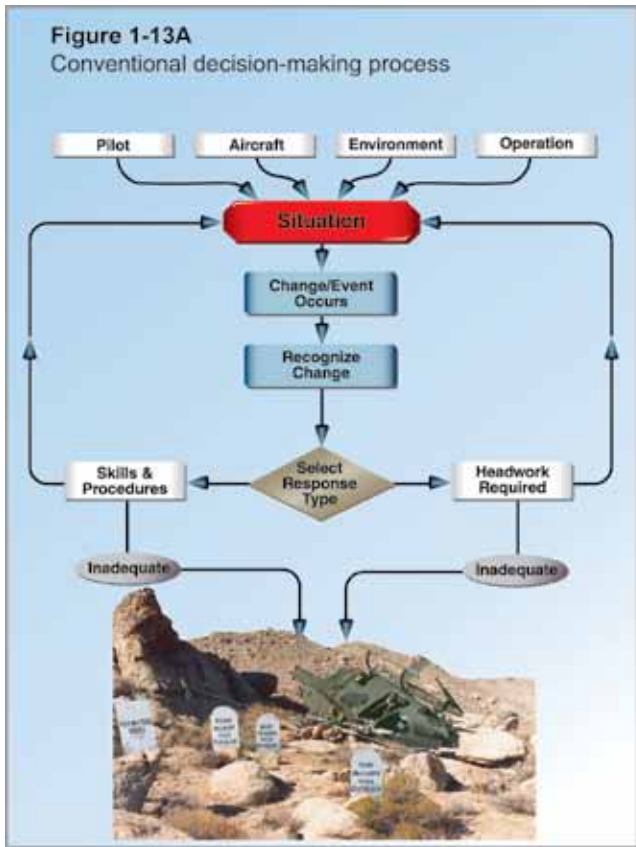 Figure 1-13A
Conventional decision-making process
Pilot
Aircraft
Environment
Operation
Situation
Change/Event
Occurs
Recognize
Change
Skills &
Procedures
Select
Response
Type
Headwork
Required
Inadequate
Inadequate